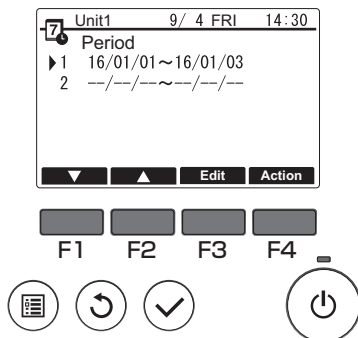 7 Unit1 9/ 4 FRI 14:30
Period
1 16/01/01~16/01/03
2 --/--/--~--/--/--
▼ ▲ Edit Action
F1 F2 F3 F4